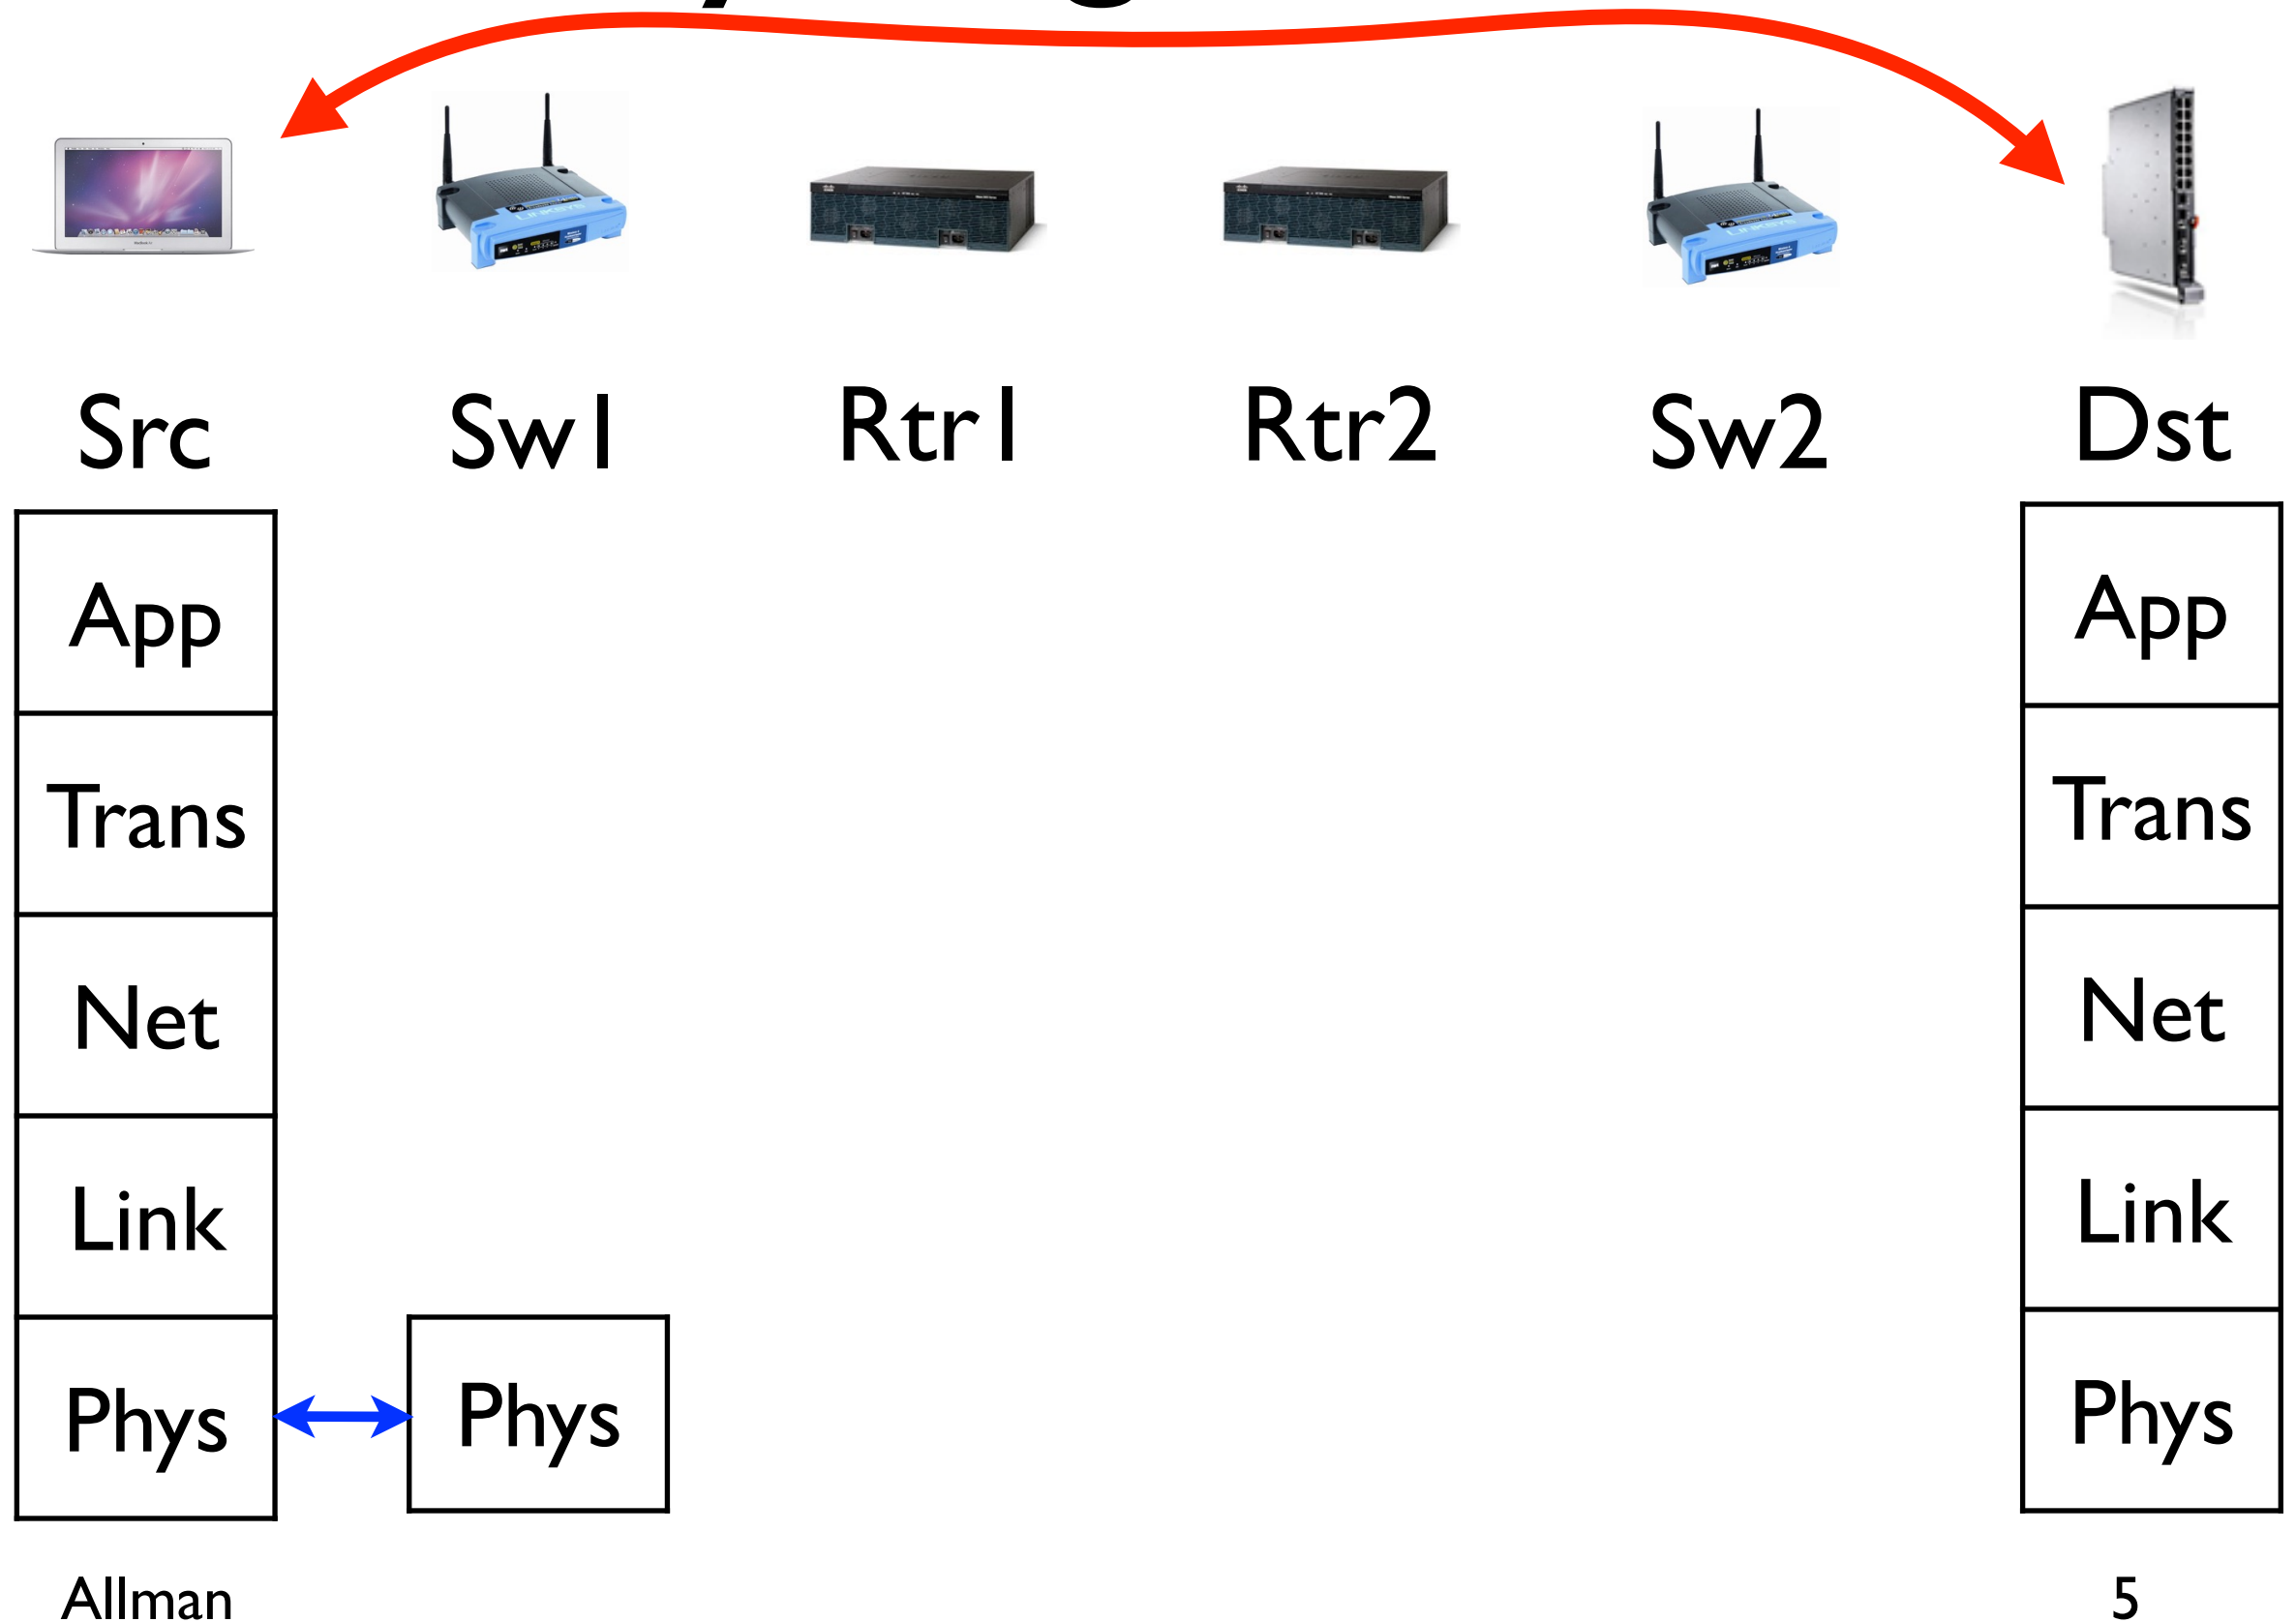 Src Sw1 Rtr1 Rtr2 Sw2 Dst
App App
Trans Trans
Net Net
Link Link
Phys Phys Phys
Allman 5